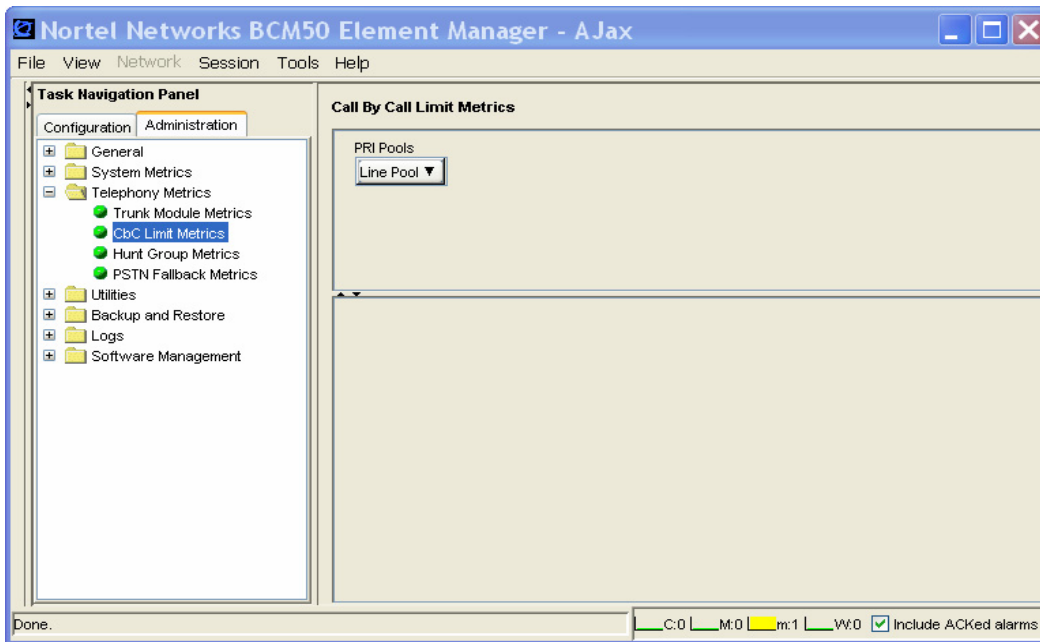 Nortel Networks BCM50 Element Manager - AJax
File View Network Session Tools Help
Task Navigation Panel
Configuration Administration
General
System Metrics
Telephony Metrics
Trunk Module Metrics
CbC Limit Metrics
Hunt Group Metrics
PSTN Fallback Metrics
Utilities
Backup and Restore
Logs
Software Management
Call By Call Limit Metrics
PRI Pools
Line Pool
Done.
C:0 M:0 m:1 W:0 Include ACKed alarms